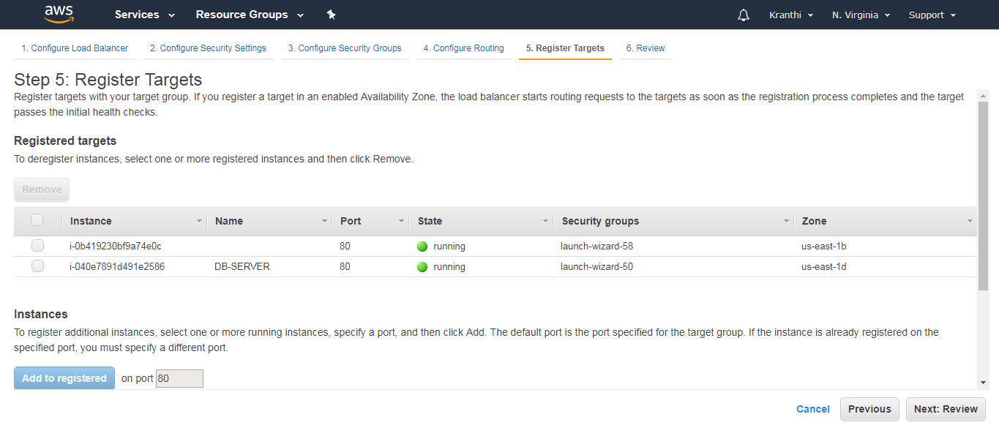 aws Services Resource Groups Kranthi N. Virginia Support
1. Configure Load Balancer 2. Configure Security Settings 3. Configure Security Groups 4. Configure Routing 5. Register Targets 6. Review
Step 5: Register Targets
Register targets with your target group. If you register a target in an enabled Availability Zone, the load balancer starts routing requests to the targets as soon as the registration process completes and the target
passes the initial health checks.
Registered targets
To deregister instances, select one or more registered instances and then click Remove.
Remove
Instance Name Port State Security groups Zone
i-0b419230bf9a74e0c 80 running launch-wizard-58 us-east-1b
i-040e7891d491e2586 DB-SERVER 80 running launch-wizard-50 us-east-1d
Instances
To register additional instances, select one or more running instances, specify a port, and then click Add. The default port is the port specified for the target group. If the instance is already registered on the
specified port, you must specify a different port.
Add to registered on port 80
Cancel Previous Next: Review